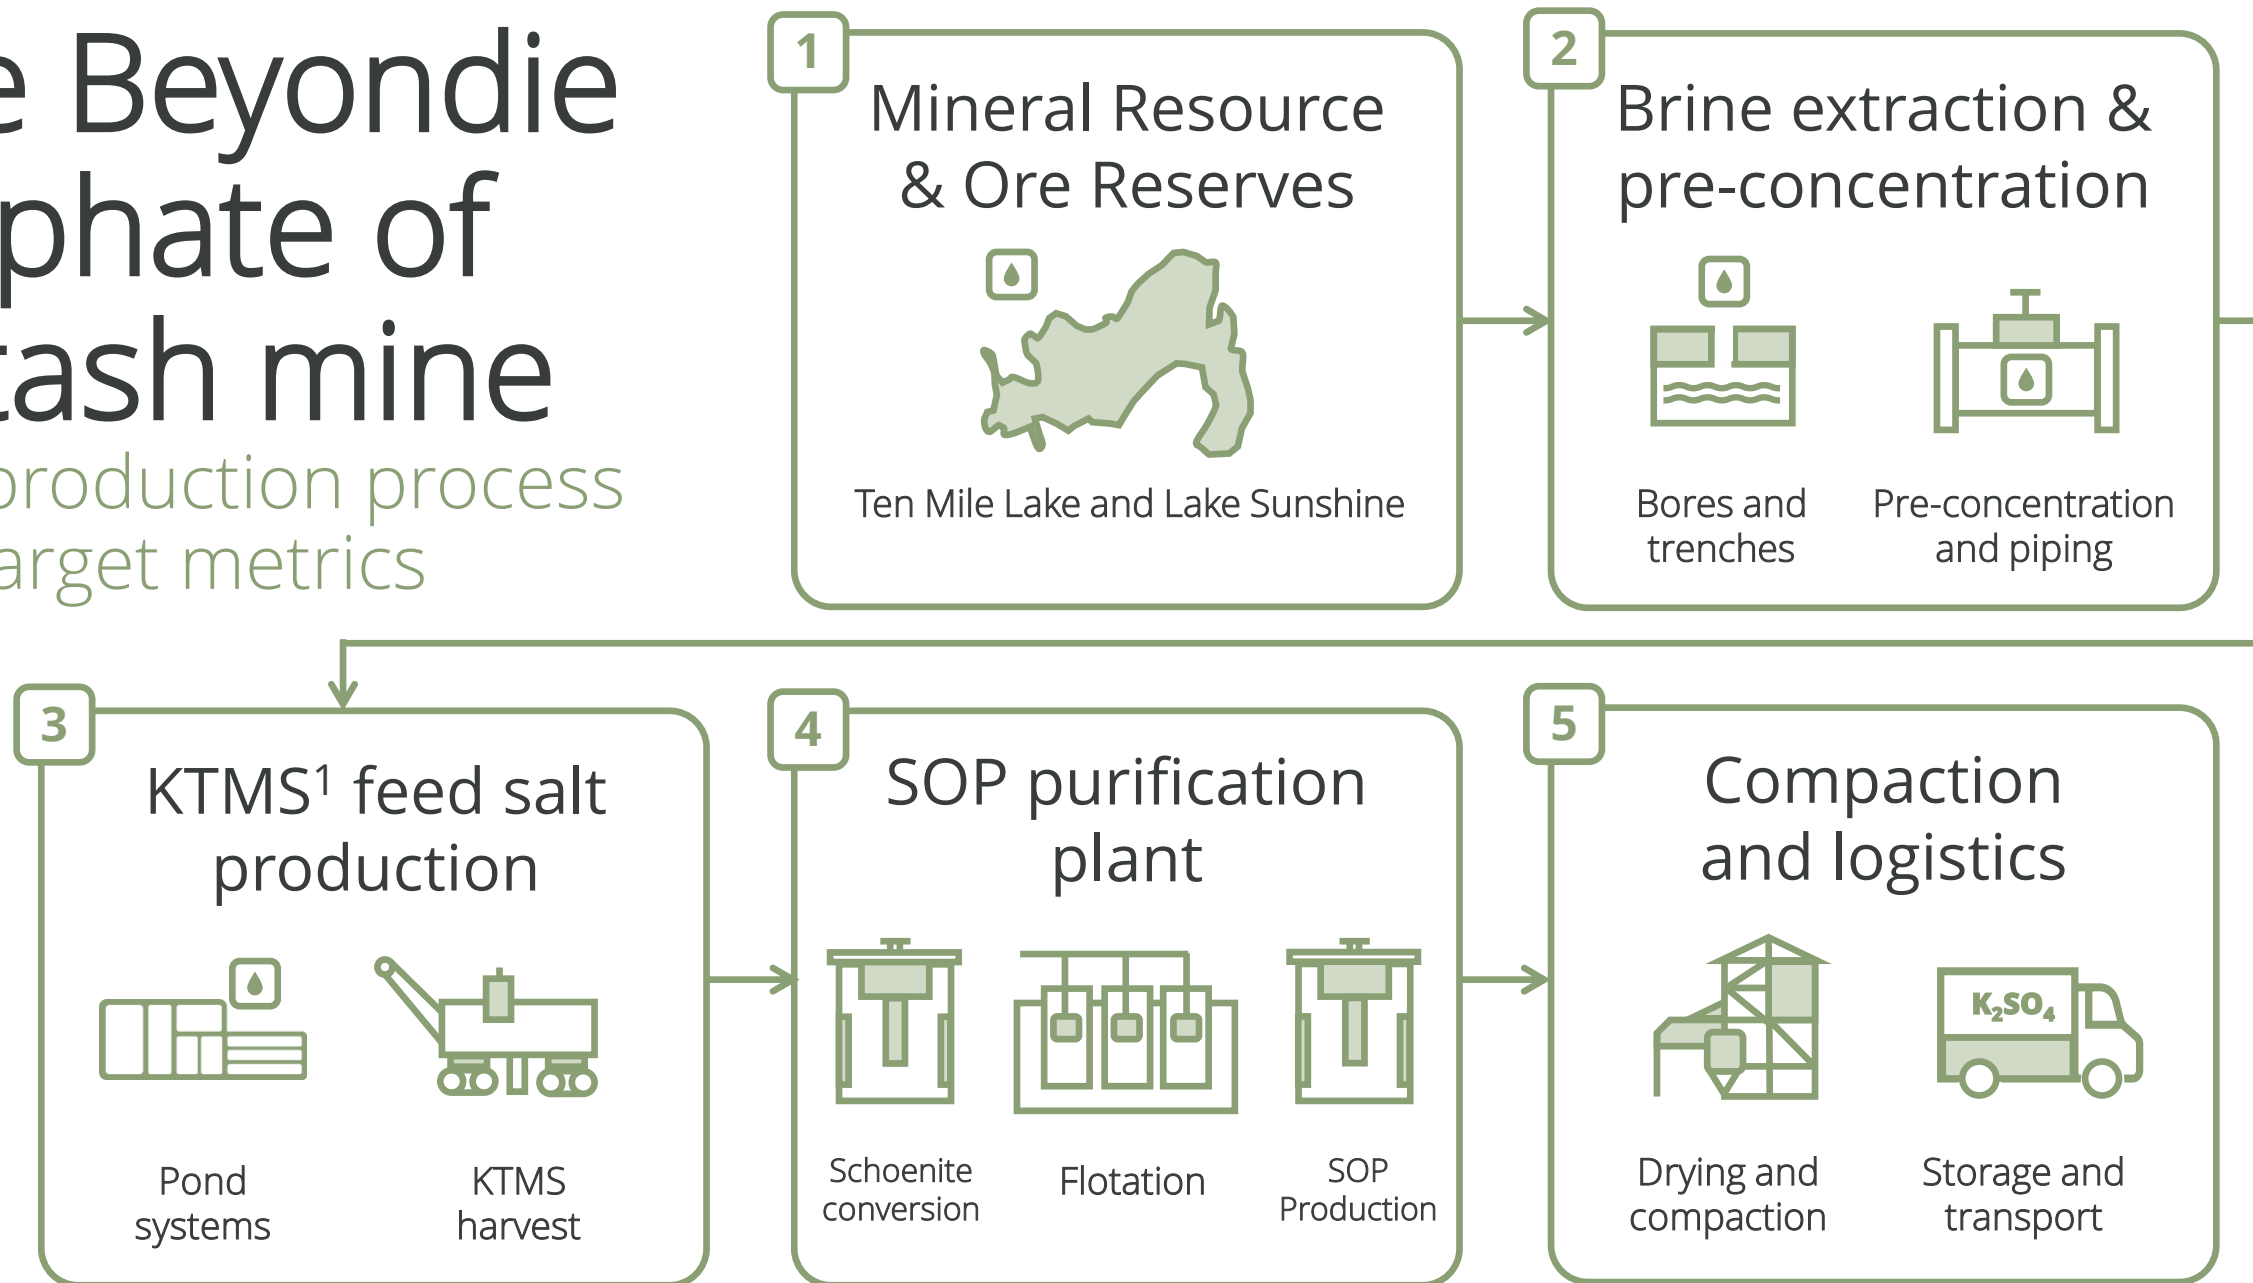 e Beyondie
phate of
tash mine
production process
arget metrics
1
Mineral Resource
& Ore Reserves
Ten Mile Lake and Lake Sunshine
2
Brine extraction &
pre-concentration
Bores and
trenches
Pre-concentration
and piping
3
KTMS¹ feed salt
production
Pond
systems
KTMS
harvest
4
SOP purification
plant
Schoenite
conversion
Flotation
SOP
Production
5
Compaction
and logistics
K₂SO₄
Drying and
compaction
Storage and
transport